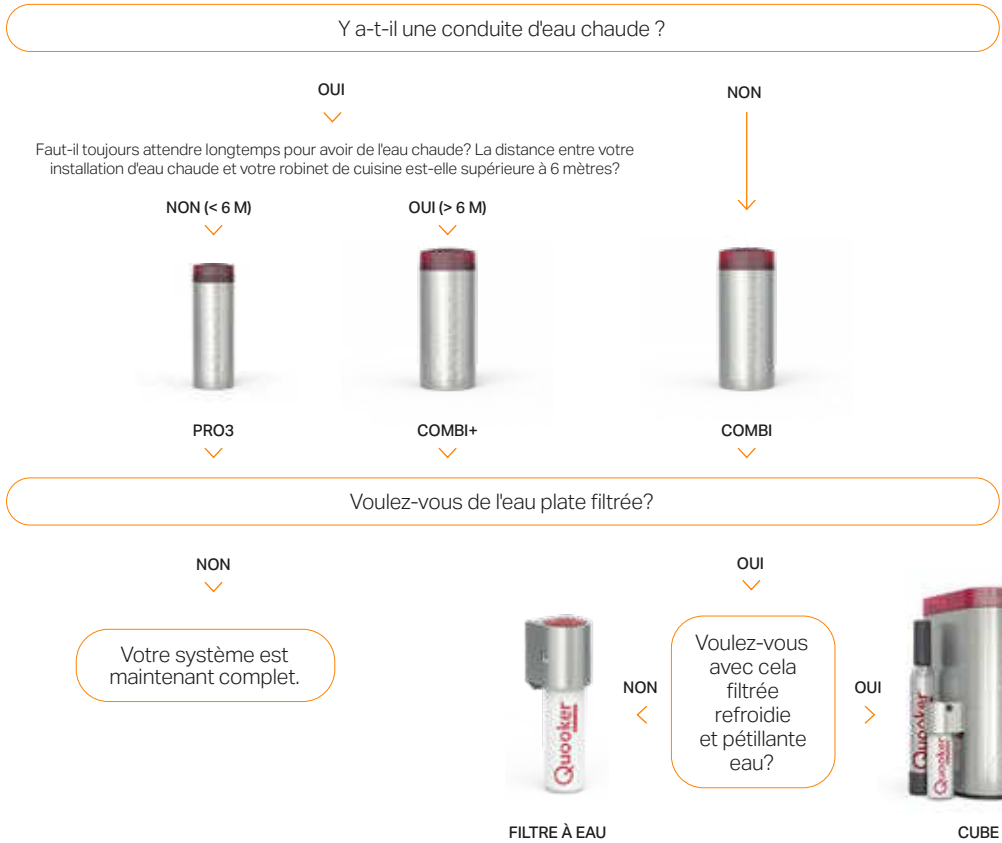 Y a-t-il une conduite d'eau chaude ?
OUI
NON
Faut-il toujours attendre longtemps pour avoir de l'eau chaude? La distance entre votre
installation d'eau chaude et votre robinet de cuisine est-elle supérieure à 6 mètres?
NON (< 6 M)
OUI (> 6 M)
PRO3
COMBI+
COMBI
Voulez-vous de l'eau plate filtrée?
NON
OUI
Votre système est
maintenant complet.
Quooker
NON
Voulez-vous
avec cela
filtrée
refroidie
et pétillante
eau?
OUI
Quooker
Quooker
FILTRE À EAU
CUBE